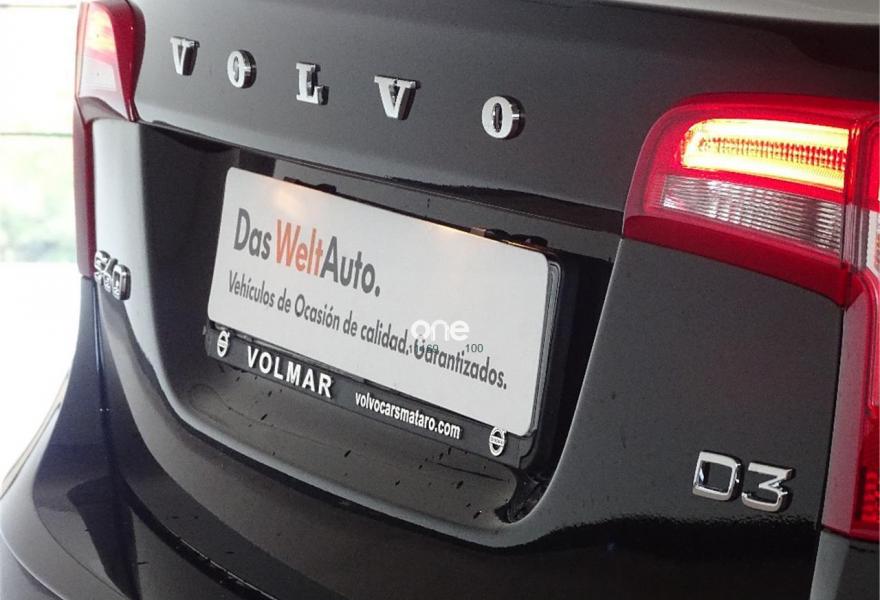 VOLVO
S60
Das WeltAuto.
Vehículos de Ocasión de calidad. Garantizados.
one
100
VOLMAR
volvocarsmataro.com
D3